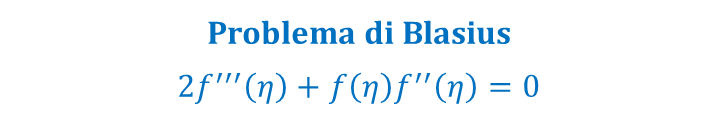 Problema di Blasius
2f′′′(η) + f(η)f′′(η) = 0